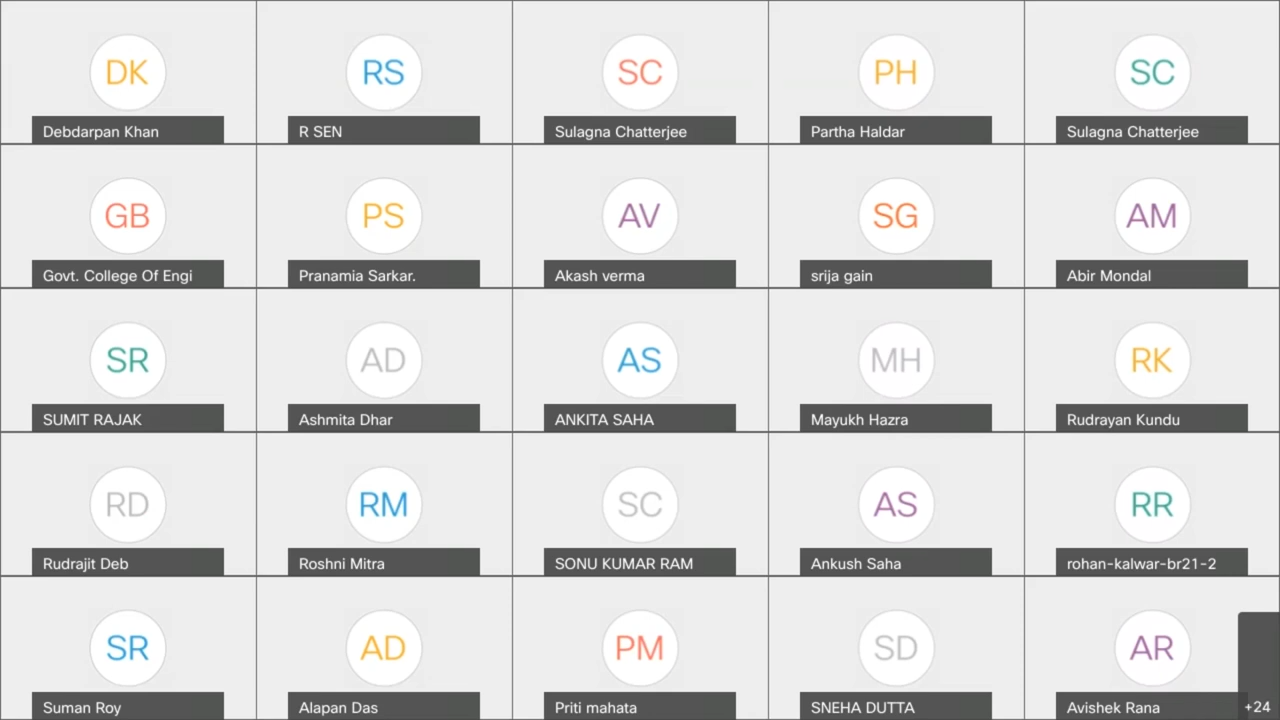 DK RS SC PH SC
Debdarpan Khan R SEN Sulagna Chatterjee Partha Haldar Sulagna Chatterjee
GB PS AV SG AM
Govt. College Of Engi Pranamia Sarkar. Akash verma srija gain Abir Mondal
SR AD AS MH RK
SUMIT RAJAK Ashmita Dhar ANKITA SAHA Mayukh Hazra Rudrayan Kundu
RD RM SC AS RR
Rudrajit Deb Roshni Mitra SONU KUMAR RAM Ankush Saha rohan-kalwar-br21-2
SR AD PM SD AR
Suman Roy Alapan Das Priti mahata SNEHA DUTTA Avishek Rana +24